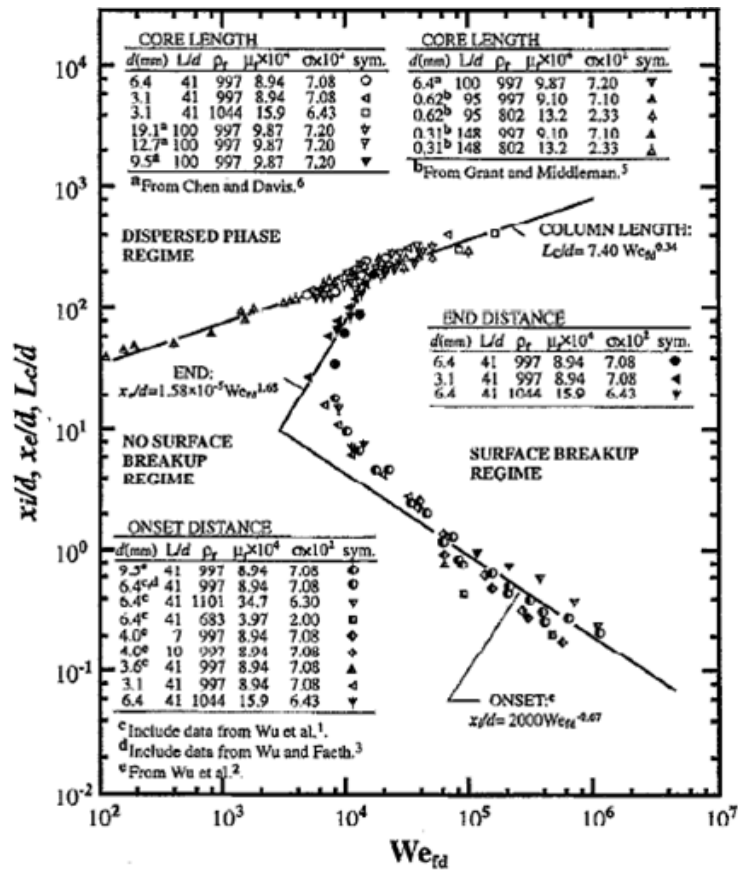 CORE LENGTH
d(mm) L/d ρf μf×10⁴ σ×10² sym.
6.4 41 997 8.94 7.08 ○
3.1 41 997 8.94 7.08 ◁
3.1 41 1044 15.9 6.43 □
19.1ᵃ 100 997 9.87 7.20
12.7ᵃ 100 997 9.87 7.20 ▽
9.5ᵃ 100 997 9.87 7.20 ▼
ᵃFrom Chen and Davis.⁶
CORE LENGTH
d(mm) L/d ρf μf×10⁴ σ×10² sym.
6.4ᵃ 100 997 9.87 7.20 ▼
0.62ᵇ 95 997 9.10 7.10 ▲
0.62ᵇ 95 802 13.2 2.33 △
0.31ᵇ 148 997 9.10 7.10 ▲
0.31ᵇ 148 802 13.2 2.33 △
ᵇFrom Grant and Middleman.⁵
DISPERSED PHASE
REGIME
COLUMN LENGTH:
Lc/d= 7.40 Wefd^0.34
END DISTANCE
d(mm) L/d ρf μf×10⁴ σ×10² sym.
6.4 41 997 8.94 7.08 ●
3.1 41 997 8.94 7.08 ◀
6.4 41 1044 15.9 6.43 ▼
END:
xe/d=1.58×10⁻⁵Wefd^1.68
NO SURFACE
BREAKUP
REGIME
SURFACE BREAKUP
REGIME
ONSET DISTANCE
d(mm) L/d ρf μf×10⁴ σ×10² sym.
41 997 8.94 7.08
6.4ᶜ,ᵈ 41 997 8.94 7.08
6.4ᶜ 41 1101 34.7 6.30
6.4ᶜ 41 683 3.97 2.00
4.0ᵉ 7 997 8.94 7.08
4.0ᵉ 10 997 8.94 7.08
3.6ᶜ 41 997 8.94 7.08
3.1 41 997 8.94 7.08
6.4 41 1044 15.9 6.43
ᶜInclude data from Wu et al.¹.
ᵈInclude data from Wu and Faeth.³
ᵉFrom Wu et al.².
ONSET:ᶜ
xi/d= 2000Wefd^-0.67
10⁴
10³
10²
10¹
10⁰
10⁻¹
10⁻²
xi/d, xe/d, Lc/d
10² 10³ 10⁴ 10⁵ 10⁶ 10⁷
Wefd